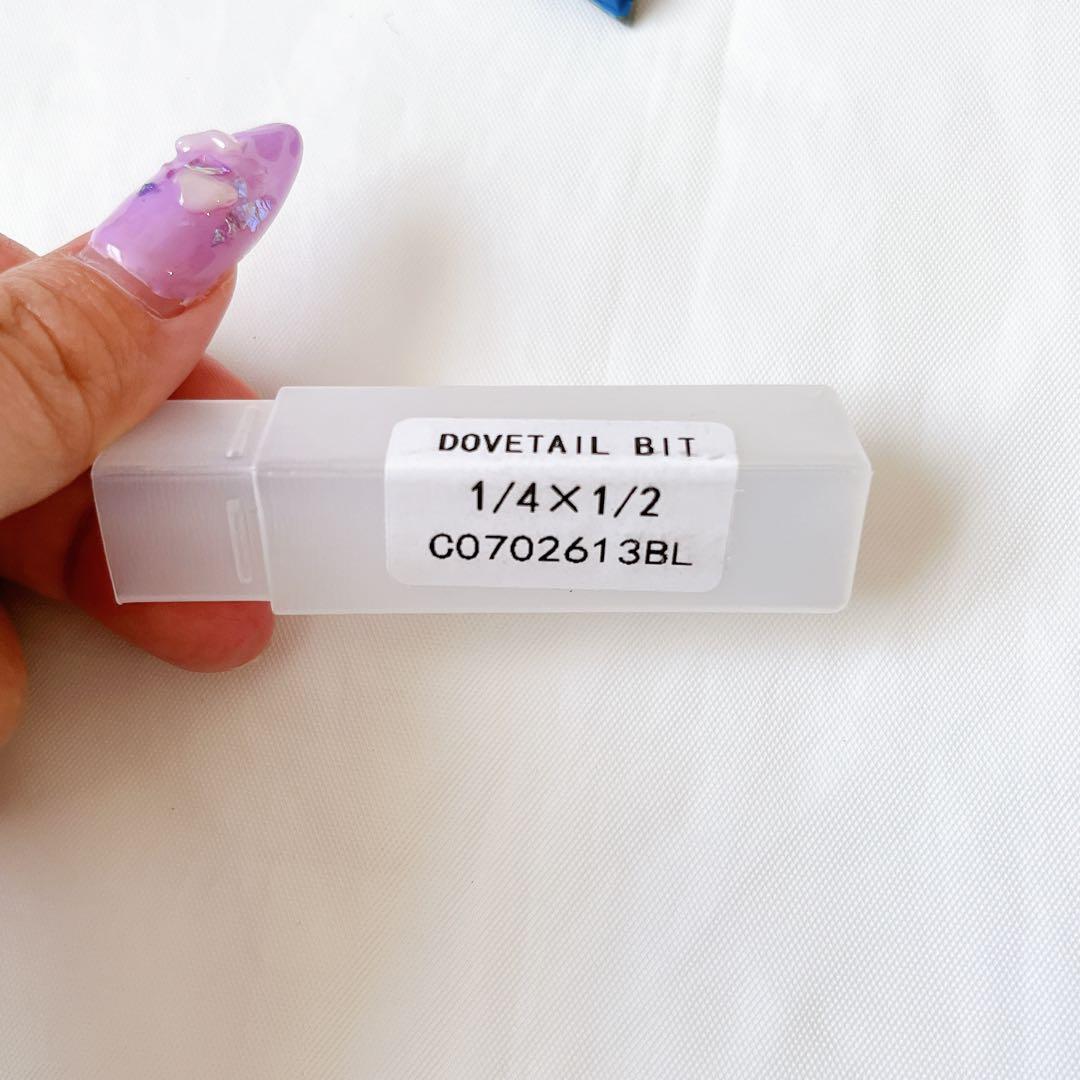 DOVETAIL BIT
1/4×1/2
C0702613BL